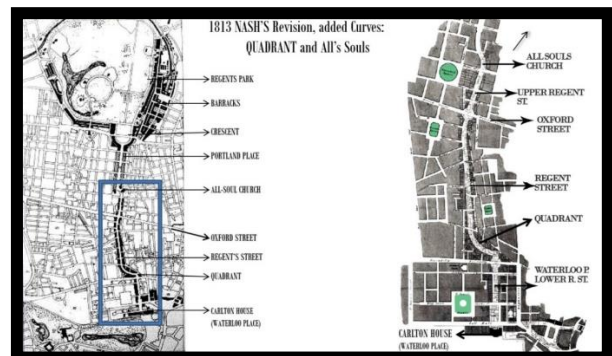 1813 NASH'S Revision, added Curves:
QUADRANT and All's Souls
REGENTS PARK
BARRACKS
CRESCENT
PORTLAND PLACE
ALL-SOUL CHURCH
OXFORD STREET
REGENT'S STREET
QUADRANT
CARLTON HOUSE
(WATERLOO PLACE)
ALL SOULS
CHURCH
UPPER REGENT
ST.
OXFORD
STREET
REGENT
STREET
QUADRANT
WATERLOO P.
LOWER R. ST.
CARLTON HOUSE
(WATERLOO PLACE)